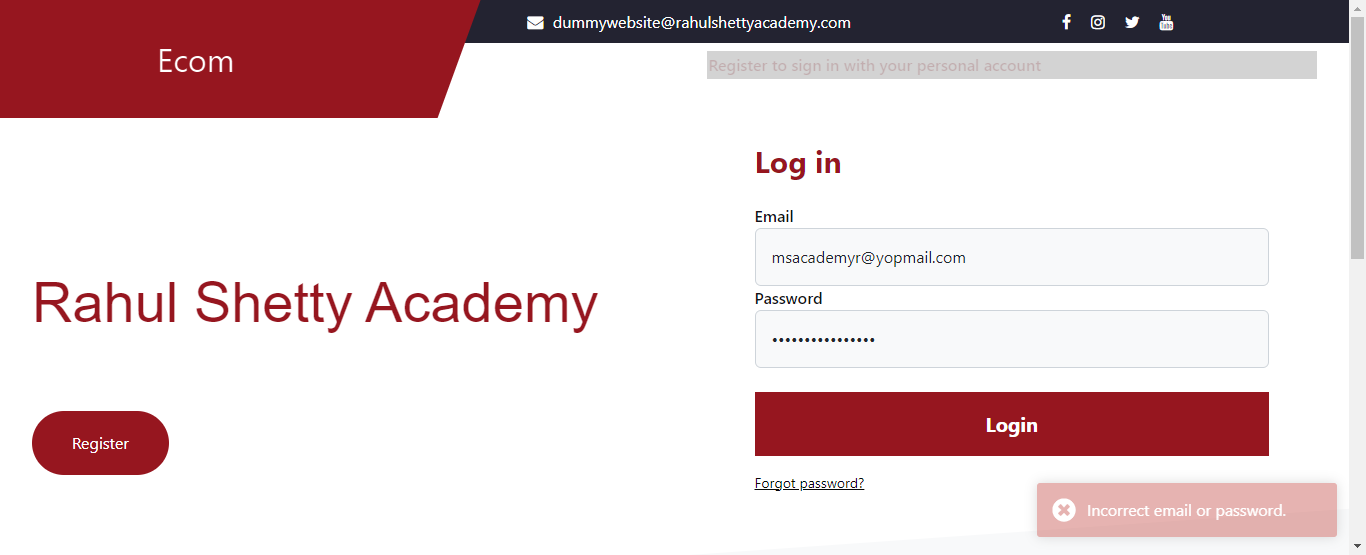 dummywebsite@rahulshettyacademy.com
Ecom
Register to sign in with your personal account
Log in
Email
msacademyr@yopmail.com
Password
••••••••••••••••
Rahul Shetty Academy
Register
Login
Forgot password?
Incorrect email or password.